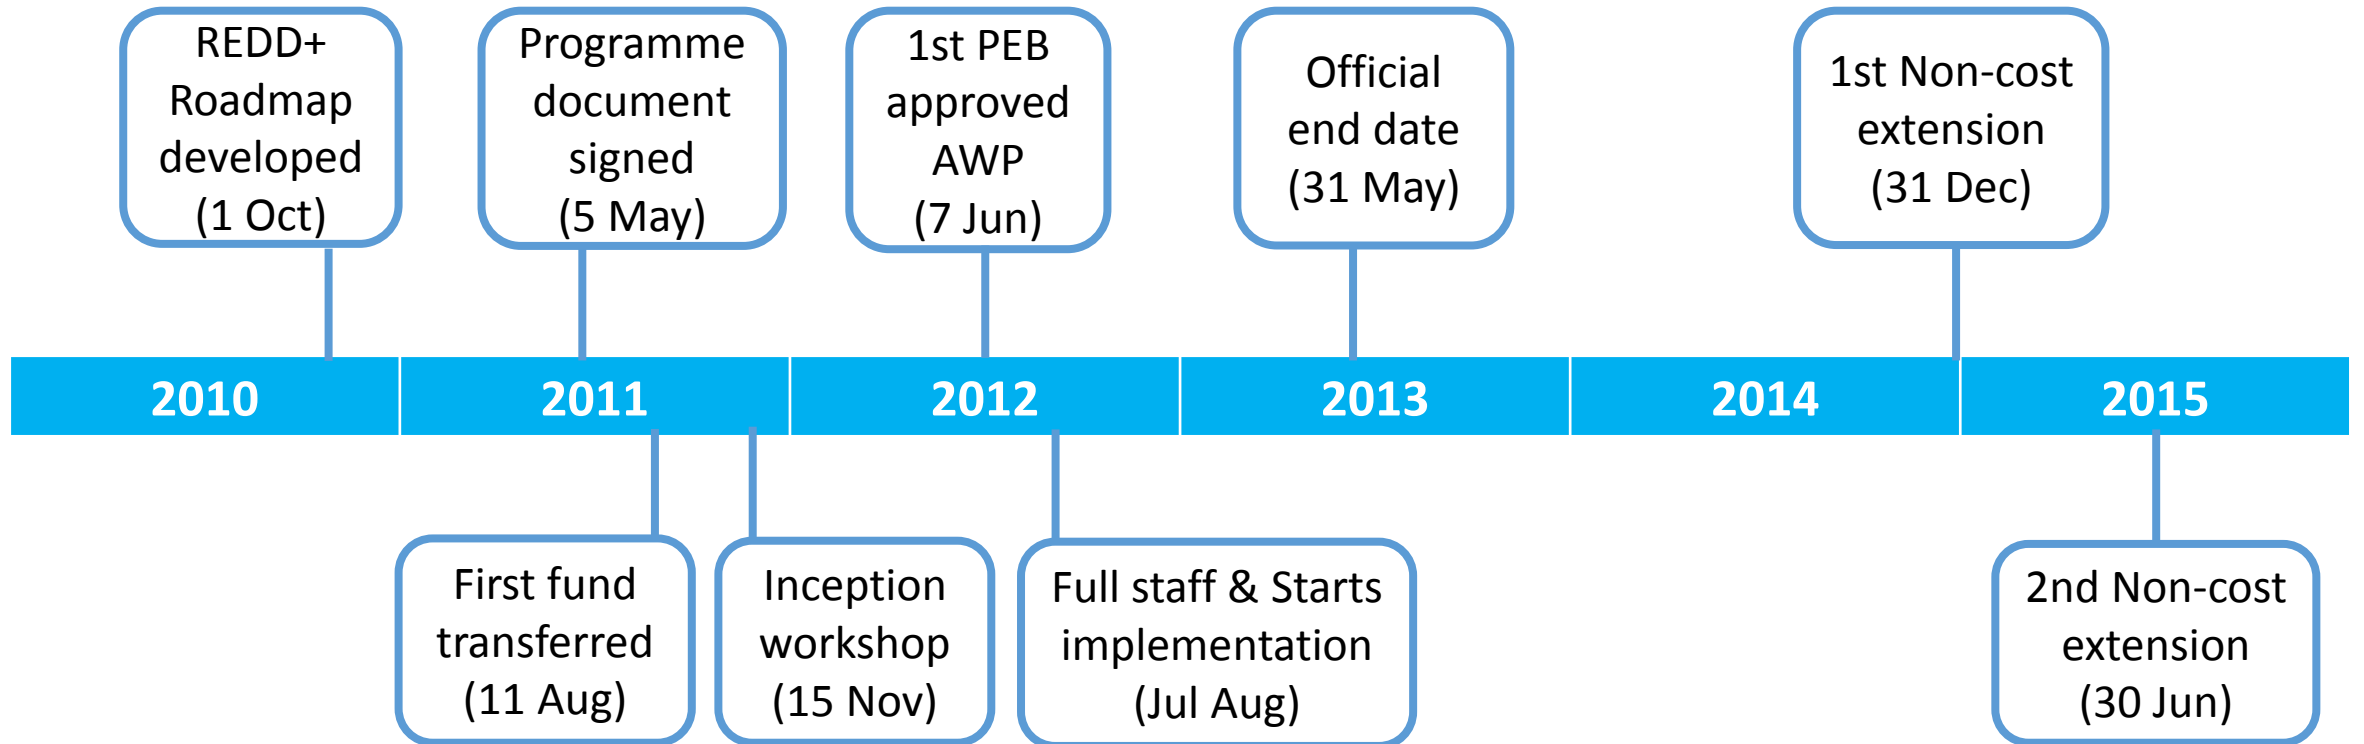 REDD+
Roadmap
developed
(1 Oct)
Programme
document
signed
(5 May)
1st PEB
approved
AWP
(7 Jun)
Official
end date
(31 May)
1st Non-cost
extension
(31 Dec)
2010
2011
2012
2013
2014
2015
First fund
transferred
(11 Aug)
Inception
workshop
(15 Nov)
Full staff & Starts
implementation
(Jul Aug)
2nd Non-cost
extension
(30 Jun)